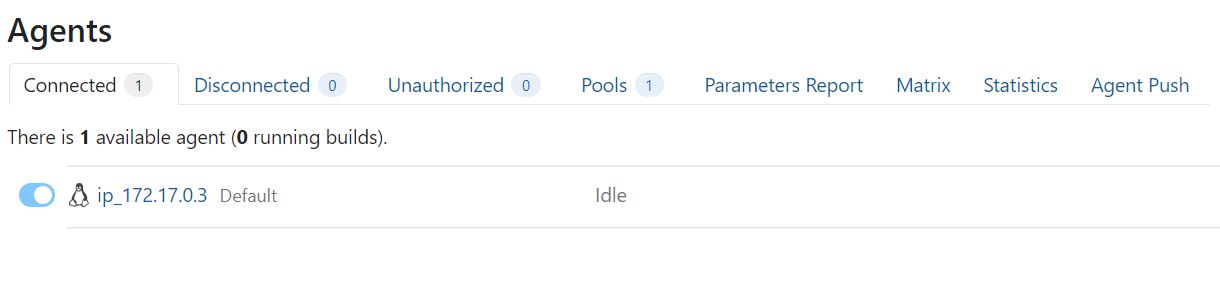 Agents
Connected 1 Disconnected 0 Unauthorized 0 Pools 1 Parameters Report Matrix Statistics Agent Push
There is 1 available agent (0 running builds).
ip_172.17.0.3 Default Idle